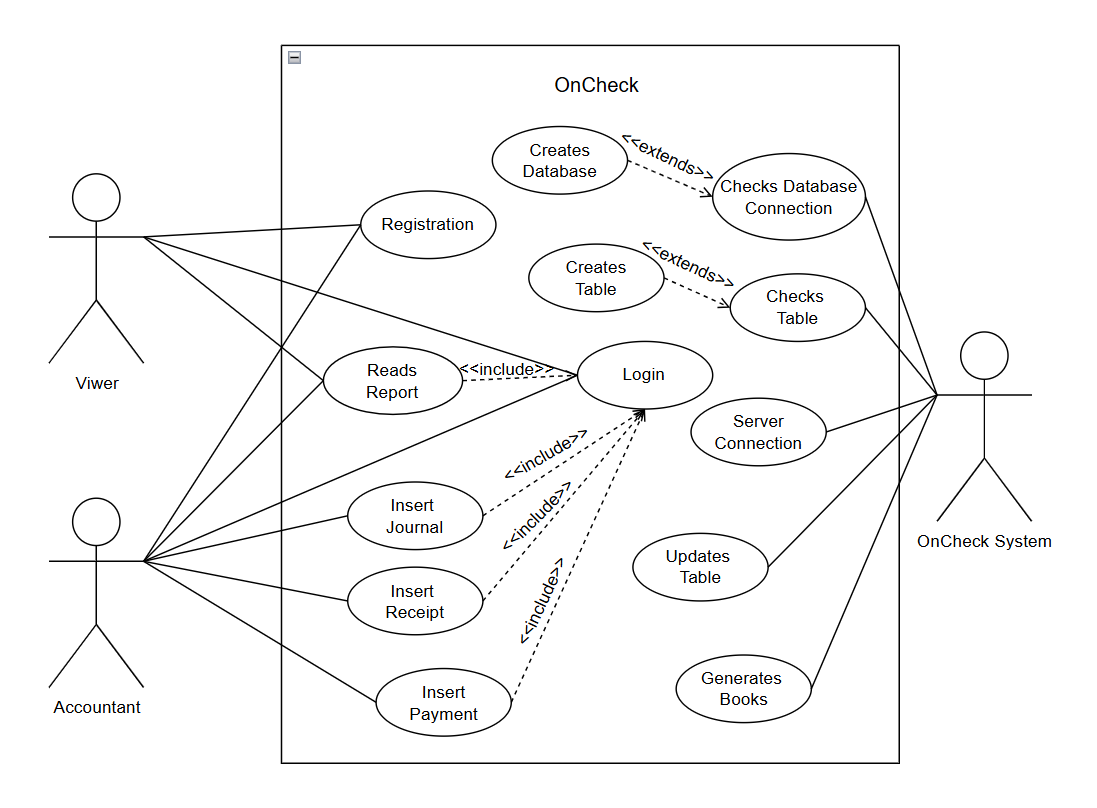 OnCheck
Creates
Database
<<extends>>
Checks Database
Connection
Registration
Creates
Table
<<extends>>
Checks
Table
Viwer
Reads
Report
<<include>>
Login
Server
Connection
<<include>>
Insert
Journal
<<include>>
OnCheck System
Updates
Table
Insert
Receipt
<<include>>
Accountant
Insert
Payment
Generates
Books